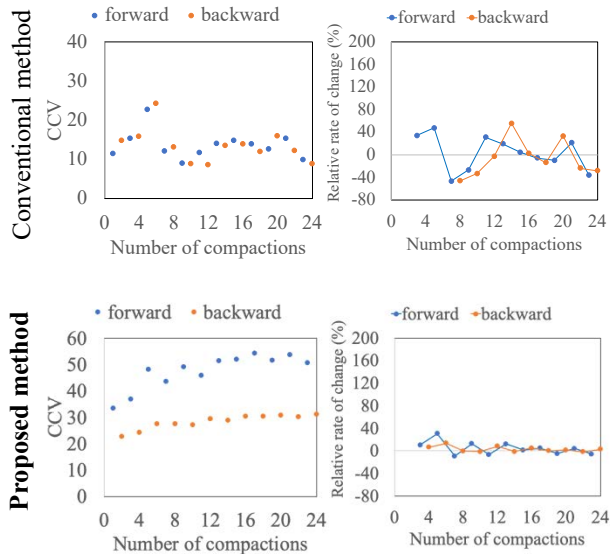 Conventional method
forward backward
40
30
20
10
0
CCV
0 4 8 12 16 20 24
Number of compactions
forward backward
200
160
120
80
40
0
-40
-80
Relative rate of change (%)
0 4 8 12 16 20 24
Number of compactions
Proposed method
forward backward
60
50
40
30
20
10
0
CCV
0 4 8 12 16 20 24
Number of compactions
forward backward
200
160
120
80
40
0
-40
-80
Relative rate of change (%)
0 4 8 12 16 20 24
Number of compactions